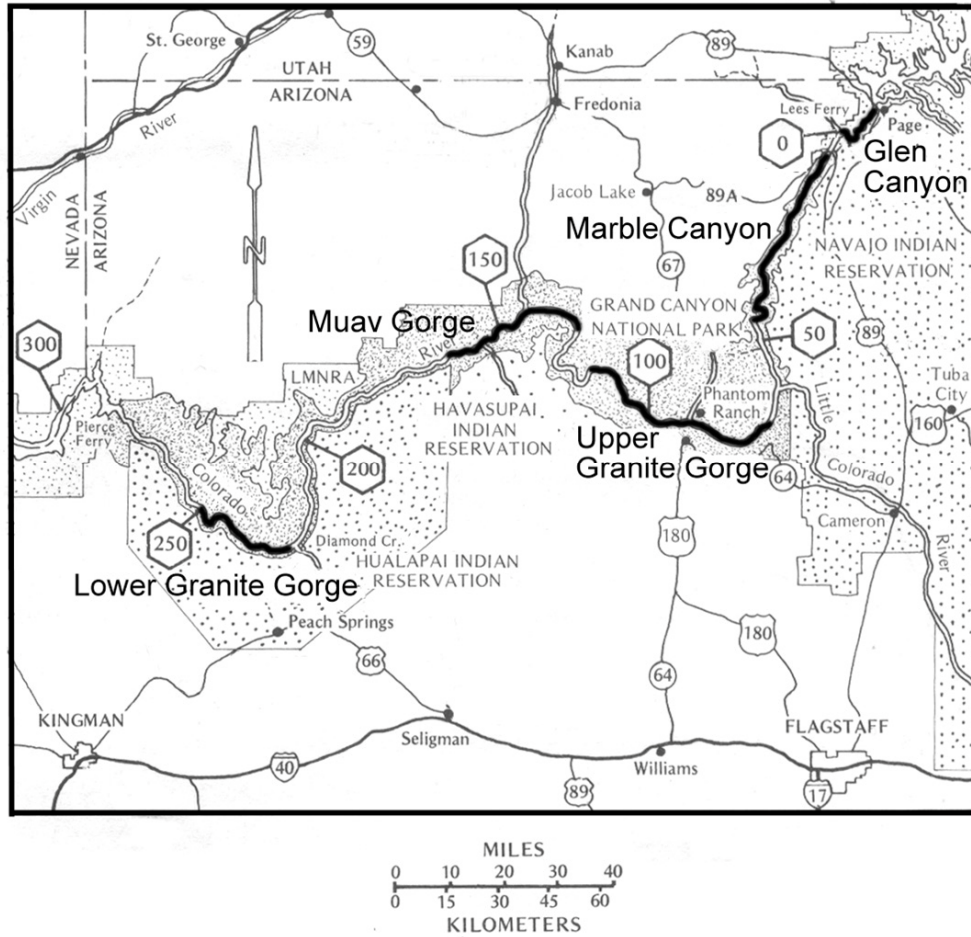 St. George
59
UTAH
ARIZONA
Kanab
89
Fredonia
Lees Ferry
Page
0
Glen
Canyon
Virgin
River
NEVADA
ARIZONA
N
Jacob Lake
89A
Marble Canyon
67
NAVAJO INDIAN
RESERVATION
150
GRAND CANYON
NATIONAL PARK
50
89
300
Muav Gorge
River
LMNRA
100
Phantom
Ranch
Tuba
City
160
Pierce
Ferry
HAVASUPAI
INDIAN
RESERVATION
Upper
Granite Gorge
64
Little
Colorado
River
200
Colorado
250
Diamond Cr.
HUALAPAI INDIAN
RESERVATION
180
Cameron
Lower Granite Gorge
Peach Springs
66
180
64
KINGMAN
Seligman
FLAGSTAFF
40
Williams
89
17
MILES
0 10 20 30 40
0 15 30 45 60
KILOMETERS